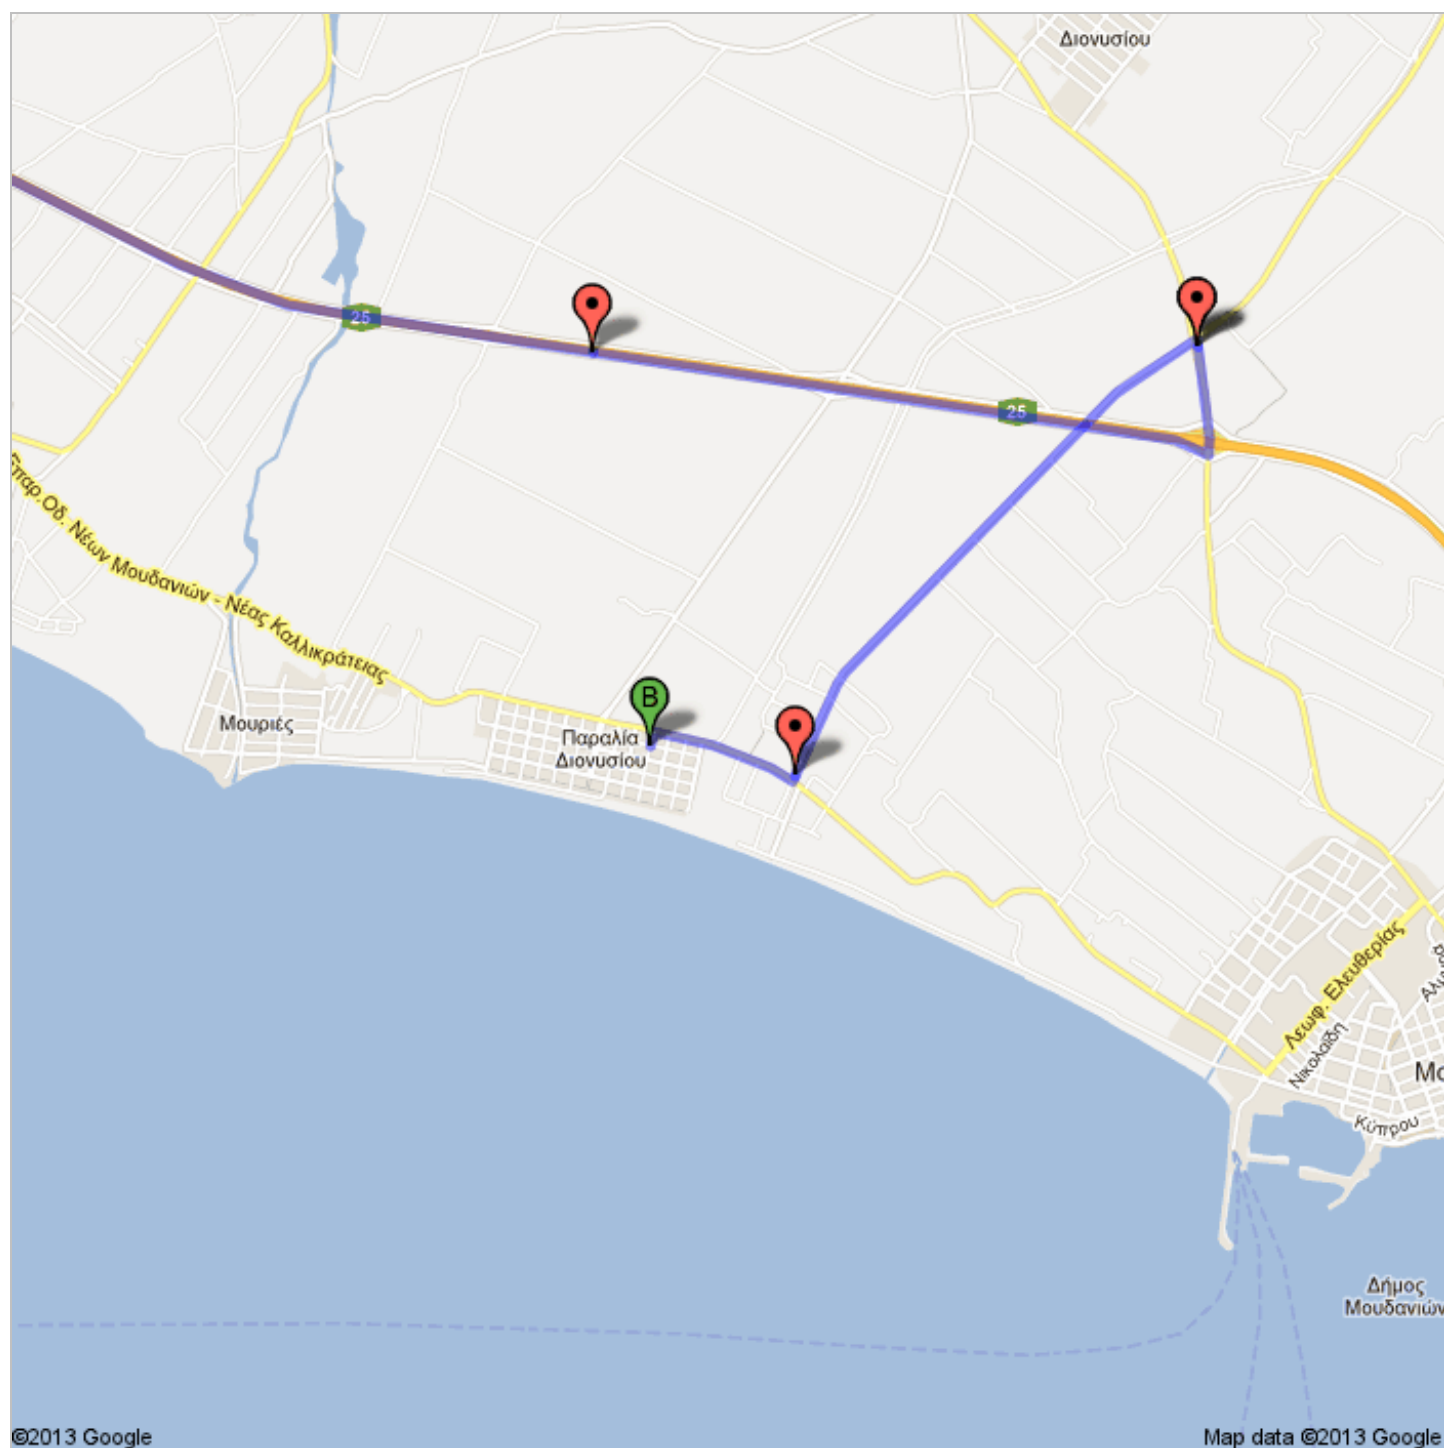 Διονυσίου
25
25
Επαρ.Οδ. Νέων Μουδανιών - Νέας Καλλικράτειας
B
Μουριές
Παραλία
Διονυσίου
Λεωφ. Ελευθερίας
Νικολαΐδη
Κύπρου
Δήμος
Μουδανιών
©2013 Google
Map data ©2013 Google